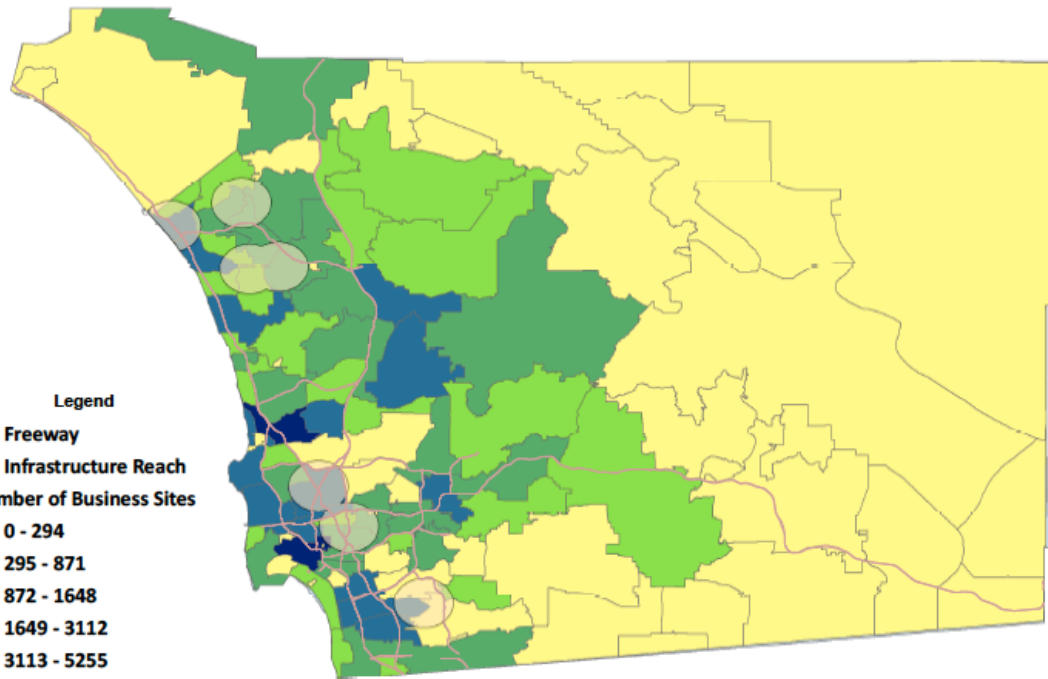 Legend
Freeway
Infrastructure Reach
mber of Business Sites
0 - 294
295 - 871
872 - 1648
1649 - 3112
3113 - 5255